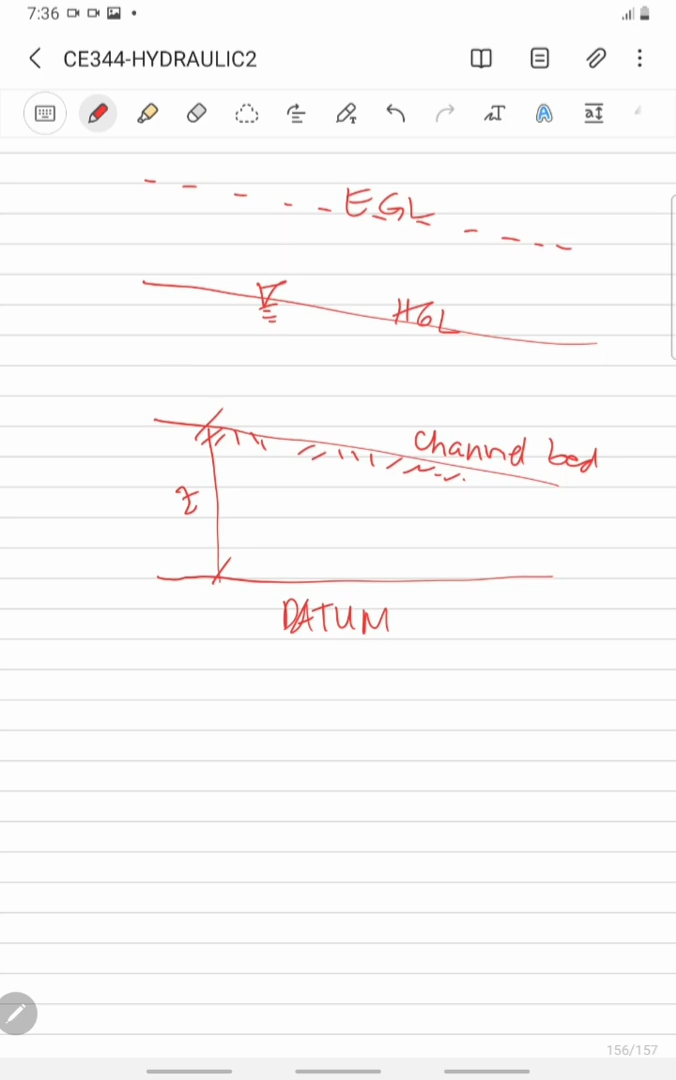 7:36
CE344-HYDRAULIC2
EGL
HGL
Channel bed
z
DATUM
156/157